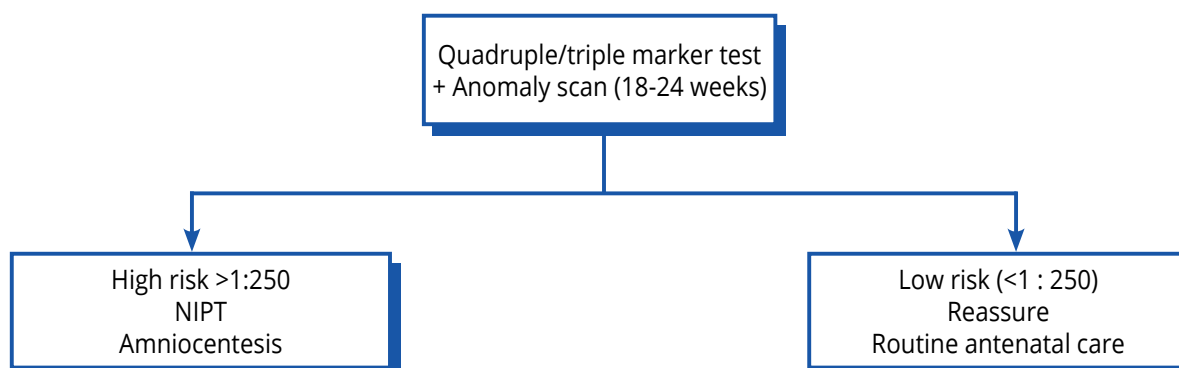 Quadruple/triple marker test
+ Anomaly scan (18-24 weeks)
High risk >1:250
NIPT
Amniocentesis
Low risk (<1 : 250)
Reassure
Routine antenatal care